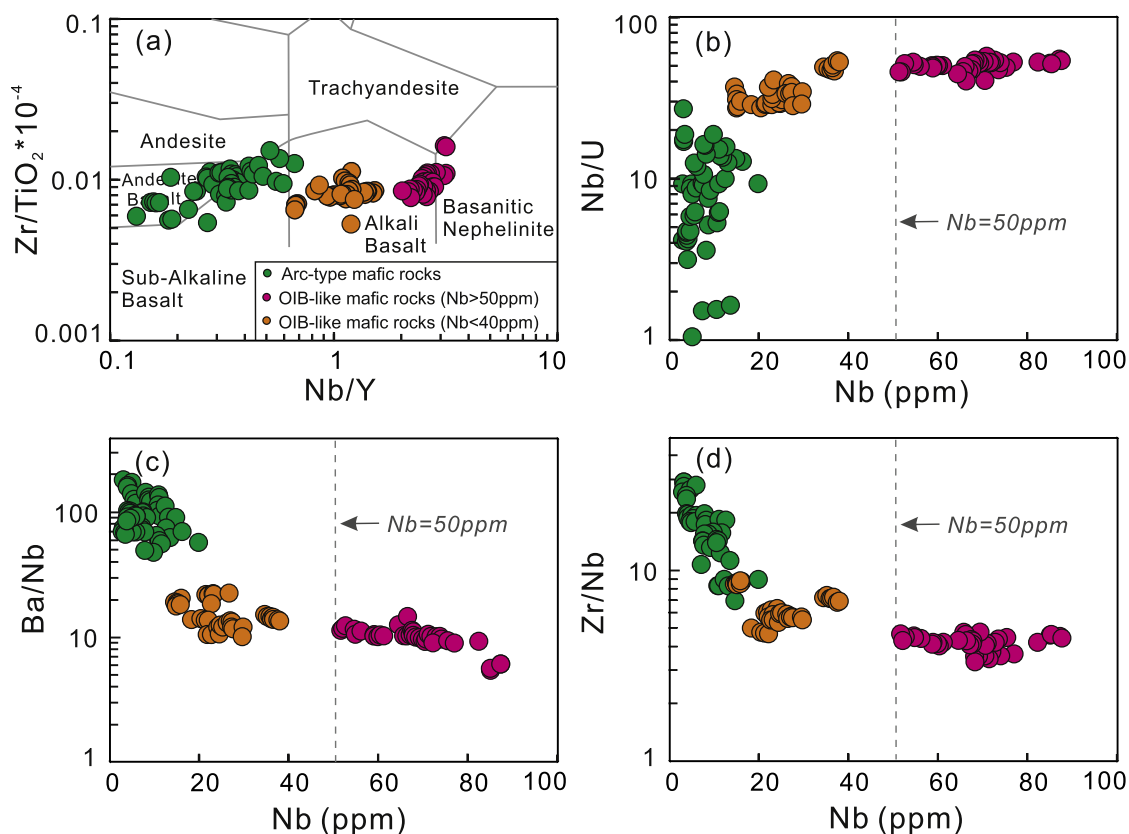 (a)
0.1
0.01
0.001
Zr/TiO2*10-4
Trachyandesite
Andesite
Andesite
Basalt
Alkali
Basalt
Basanitic
Nephelinite
Sub-Alkaline
Basalt
Arc-type mafic rocks
OIB-like mafic rocks (Nb>50ppm)
OIB-like mafic rocks (Nb<40ppm)
0.1 1 10
Nb/Y
(b)
100
10
1
Nb/U
Nb=50ppm
0 20 40 60 80 100
Nb (ppm)
(c)
100
10
1
Ba/Nb
Nb=50ppm
0 20 40 60 80 100
Nb (ppm)
(d)
10
1
Zr/Nb
Nb=50ppm
0 20 40 60 80 100
Nb (ppm)